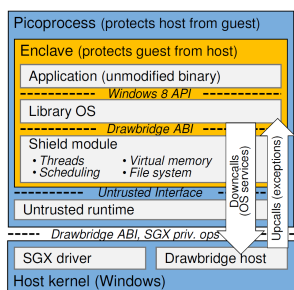 Picoprocess (protects host from guest)
Enclave (protects guest from host)
Application (unmodified binary)
Windows 8 API
Library OS
Drawbridge ABI
Shield module
• Threads • Virtual memory
• Scheduling • File system
Untrusted Interface
Untrusted runtime
Downcalls
(OS services)
Upcalls (exceptions)
Drawbridge ABI, SGX priv. ops
SGX driver Drawbridge host
Host kernel (Windows)